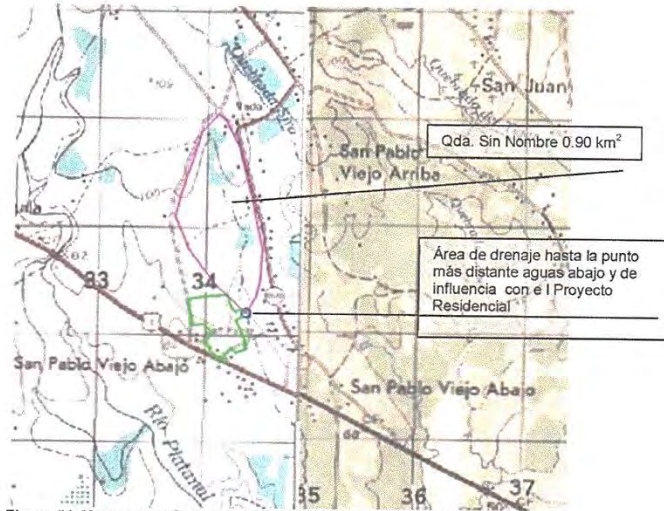 San Juan
Qda. Sin Nombre 0.90 km²
San Pablo
Viejo Arriba
Área de drenaje hasta la punto
más distante aguas abajo y de
influencia con e l Proyecto
Residencial
33
34
San Pablo Viejo Abajo
San Pablo Viejo Abajo
Río Platanal
35
36
37